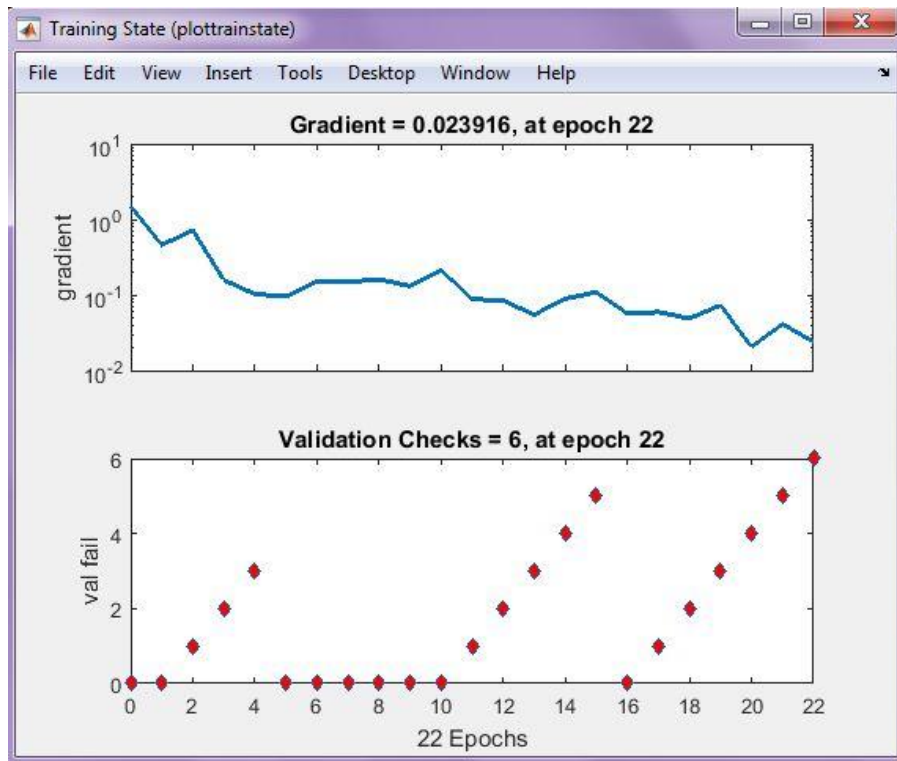 Training State (plottrainstate)
File Edit View Insert Tools Desktop Window Help
Gradient = 0.023916, at epoch 22
10^1
10^0
10^-1
10^-2
gradient
Validation Checks = 6, at epoch 22
6
4
2
0
val fail
0 2 4 6 8 10 12 14 16 18 20 22
22 Epochs